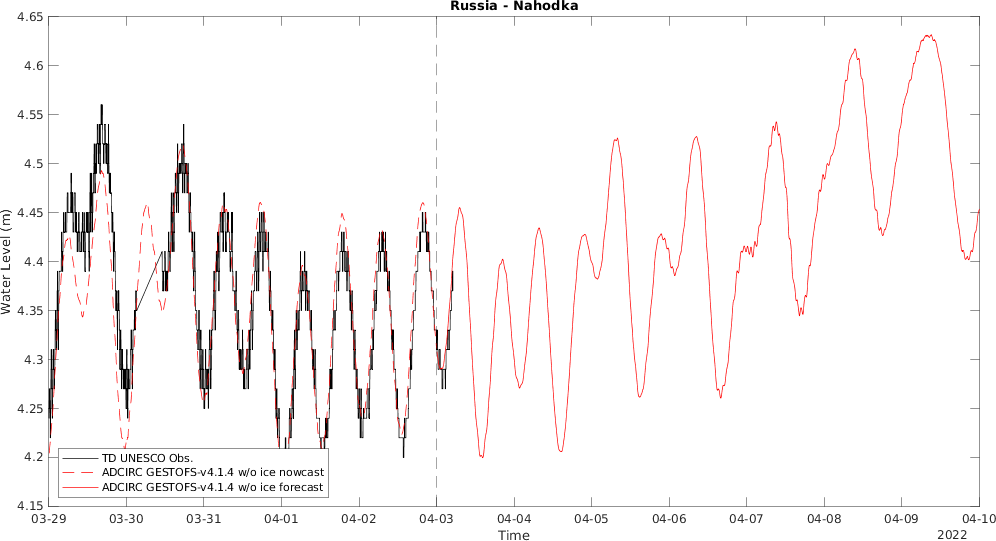 Russia - Nahodka
4.65
4.6
4.55
4.5
4.45
4.4
4.35
4.3
4.25
4.2
4.15
Water Level (m)
TD UNESCO Obs.
ADCIRC GESTOFS-v4.1.4 w/o ice nowcast
ADCIRC GESTOFS-v4.1.4 w/o ice forecast
03-29 03-30 03-31 04-01 04-02 04-03 04-04 04-05 04-06 04-07 04-08 04-09 04-10
Time
2022